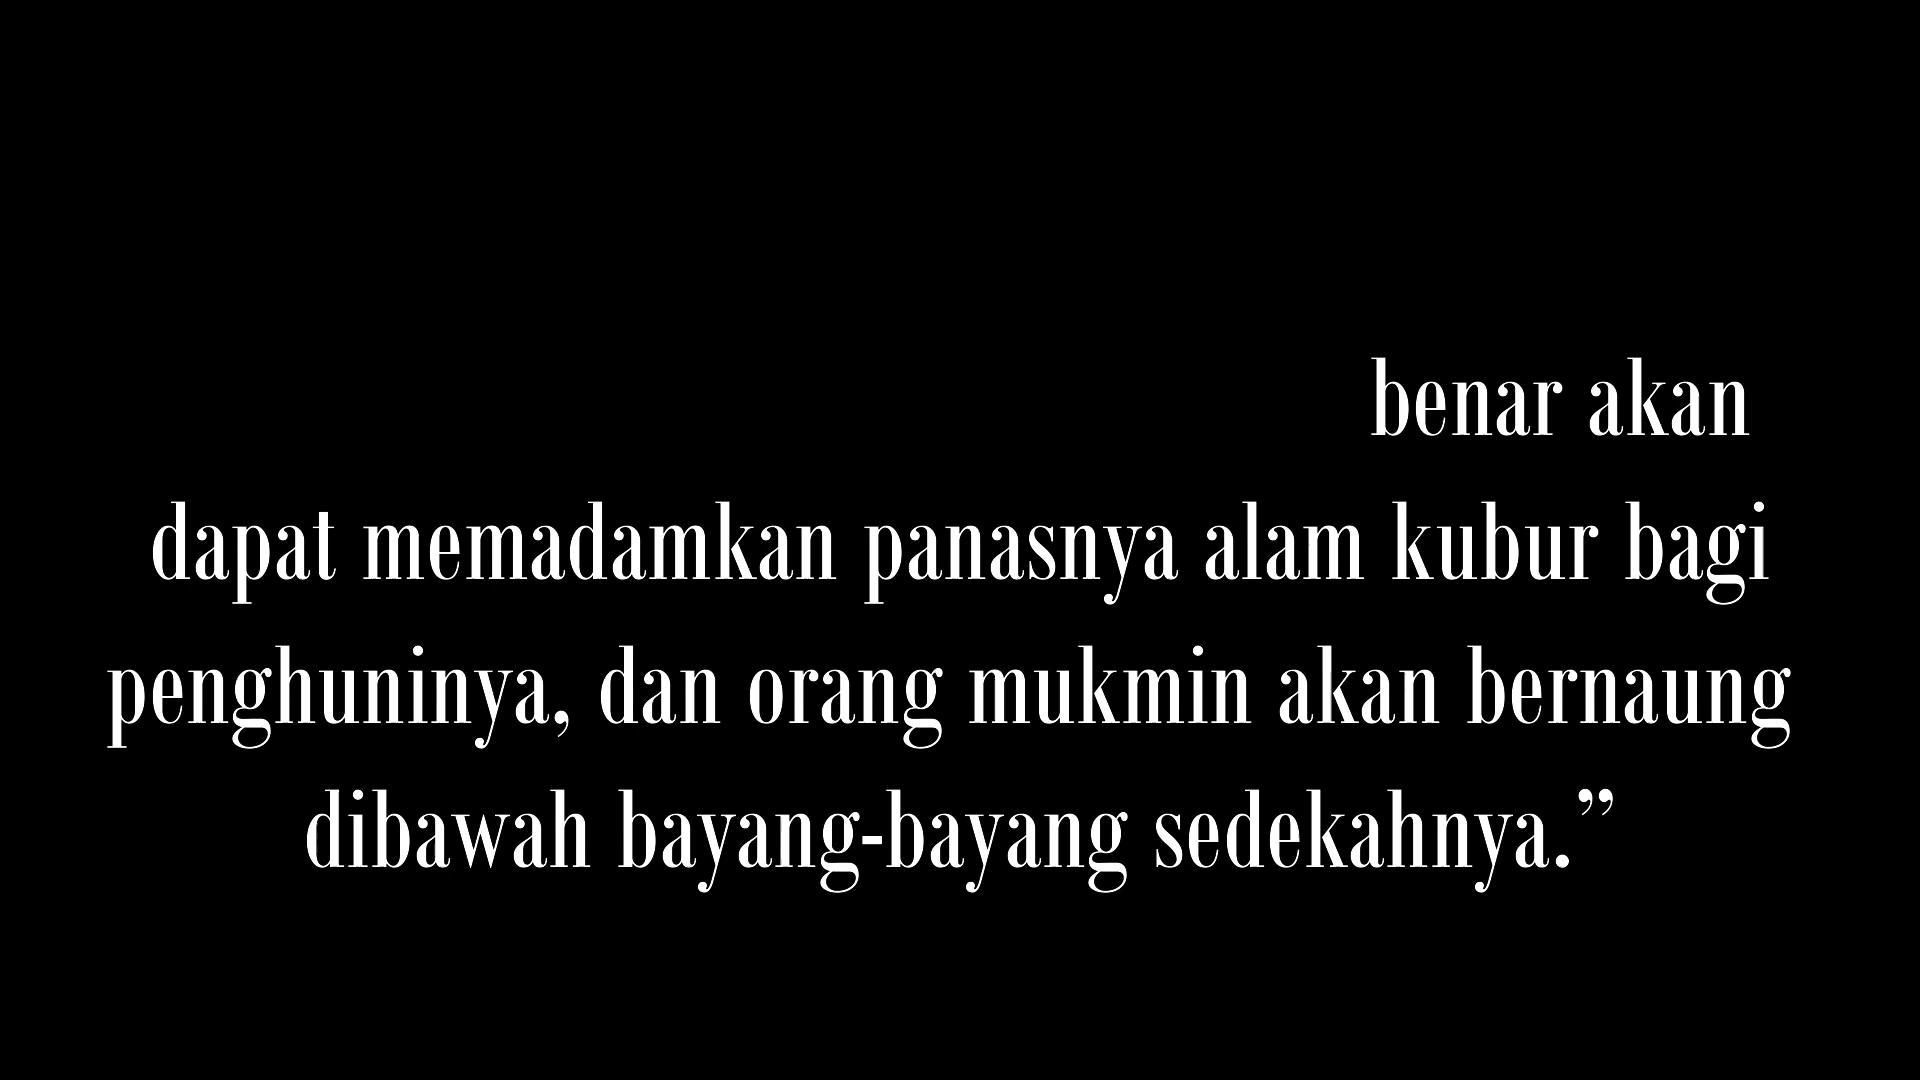 benar akan
dapat memadamkan panasnya alam kubur bagi
penghuninya, dan orang mukmin akan bernaung
dibawah bayang-bayang sedekahnya.”